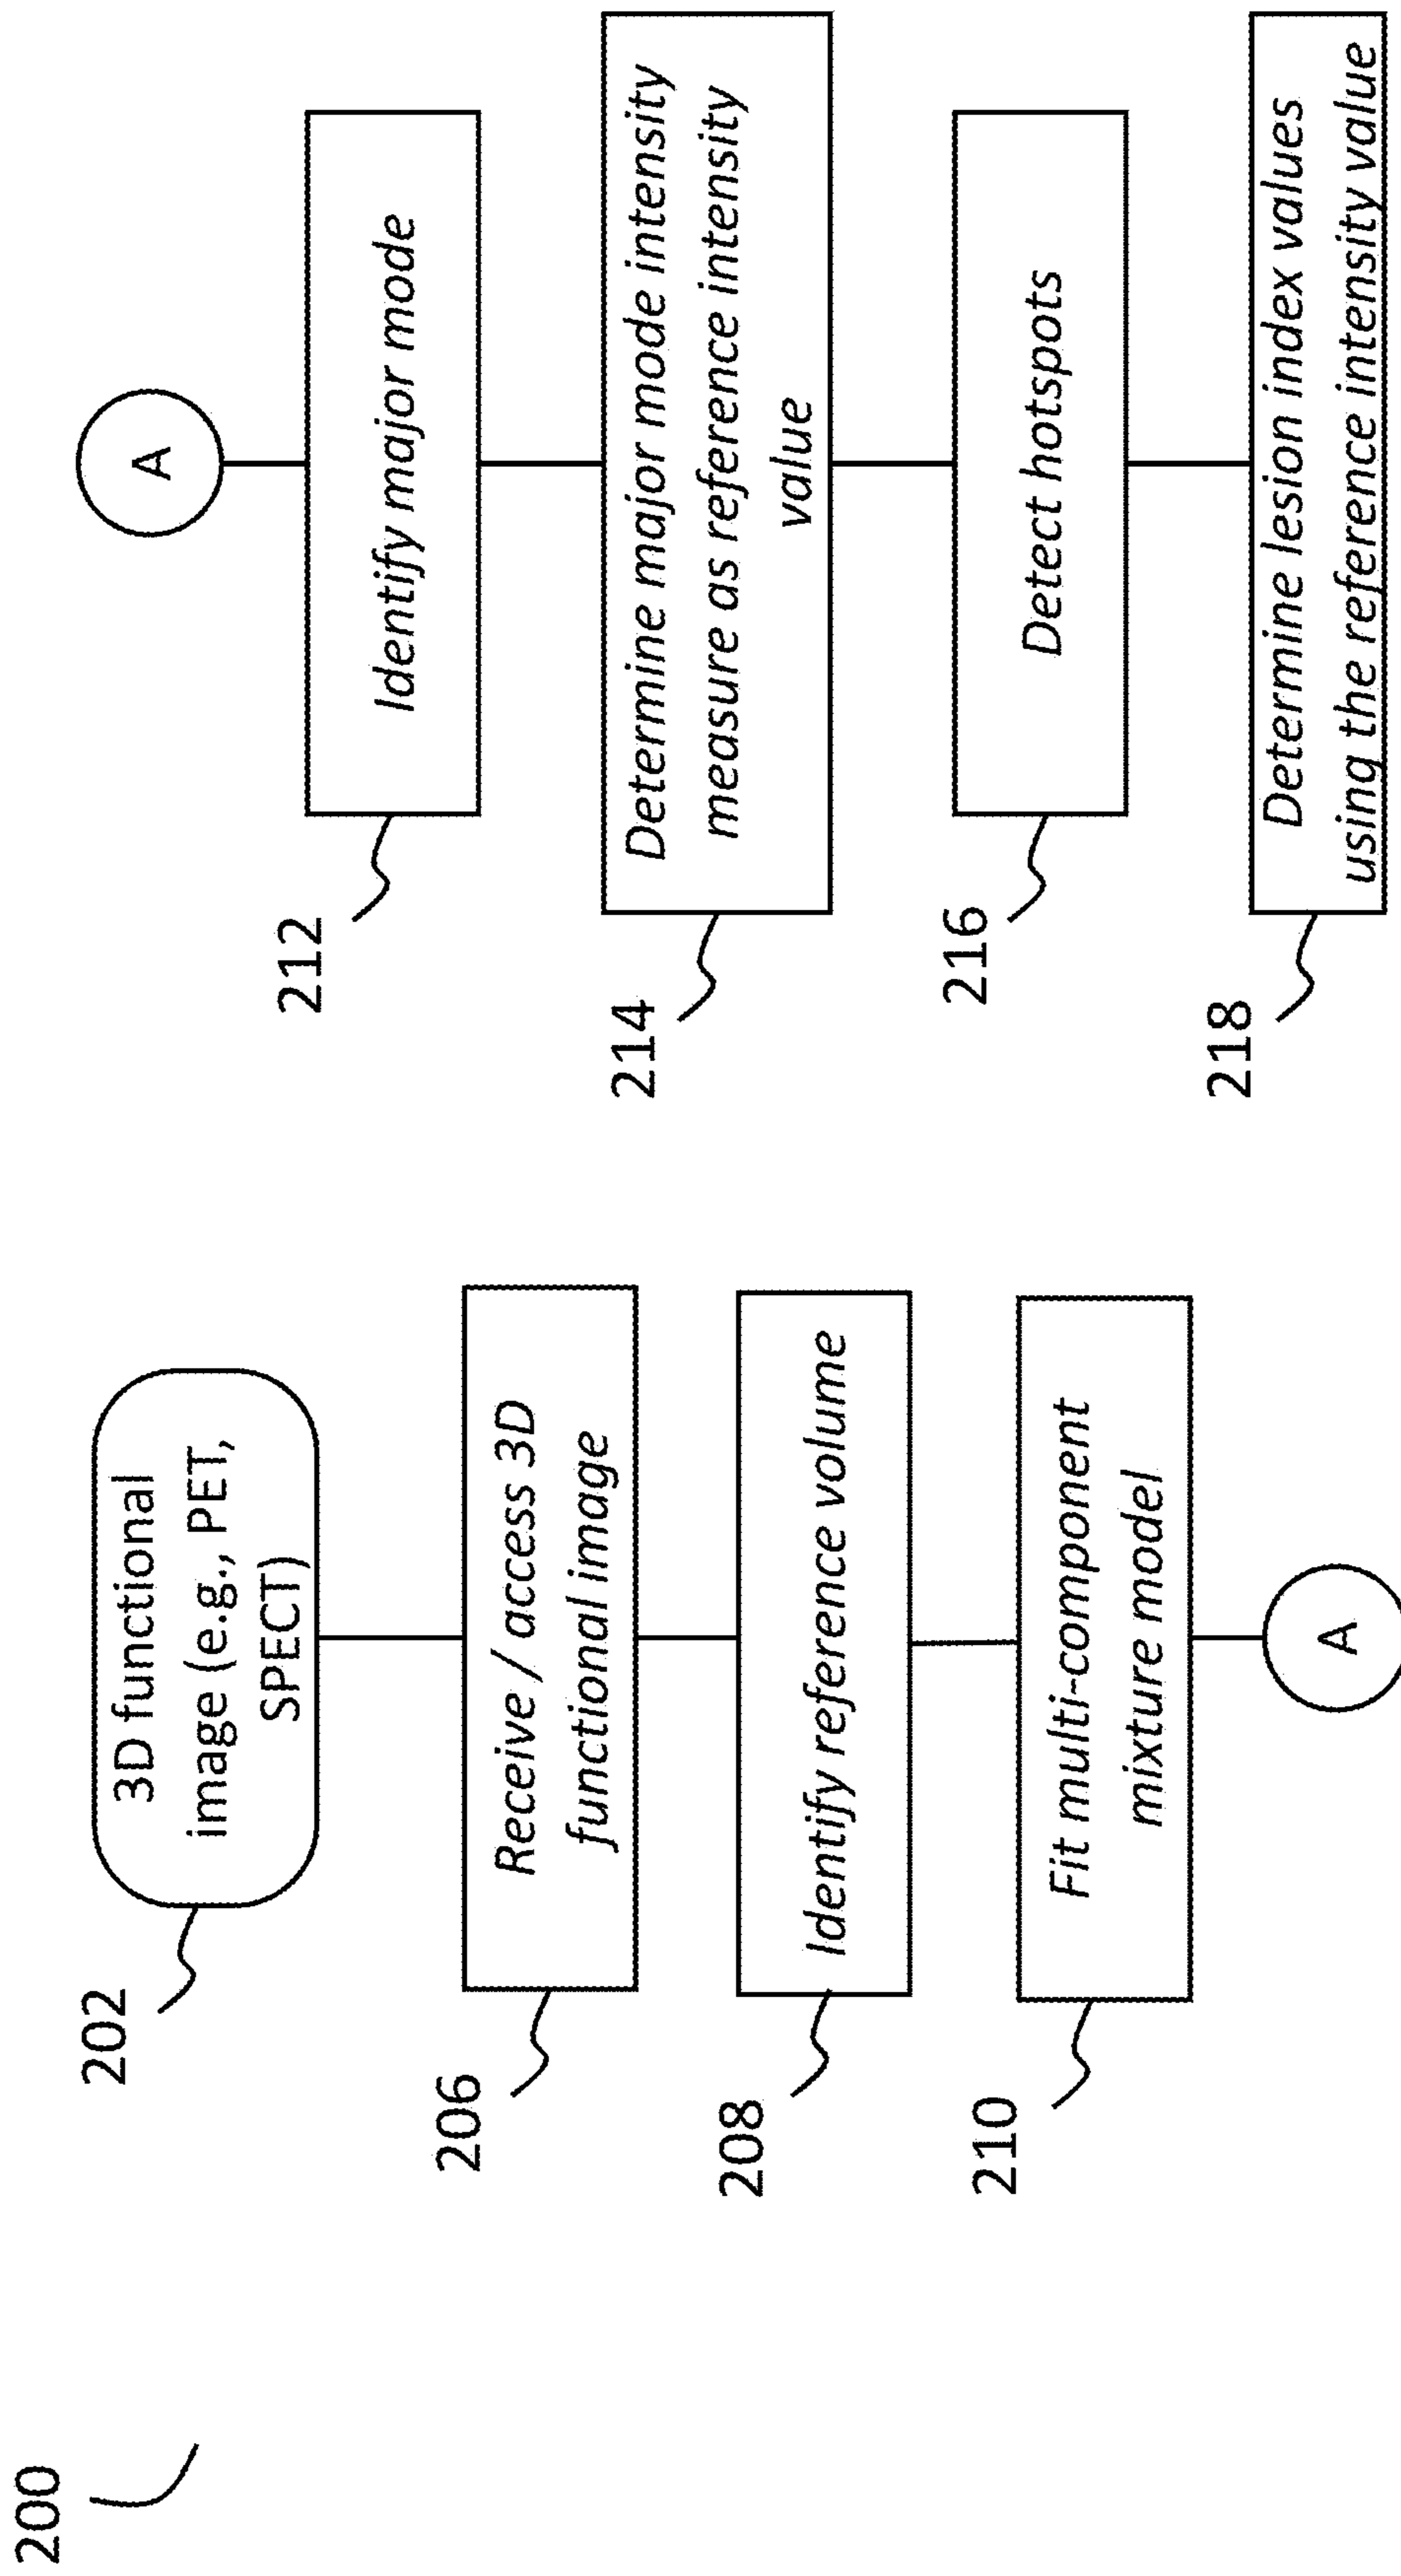 200
202
3D functional
image (e.g., PET,
SPECT)
206
Receive / access 3D
functional image
208
Identify reference volume
210
Fit multi-component
mixture model
A
A
212
Identify major mode
214
Determine major mode intensity
measure as reference intensity
value
216
Detect hotspots
218
Determine lesion index values
using the reference intensity value